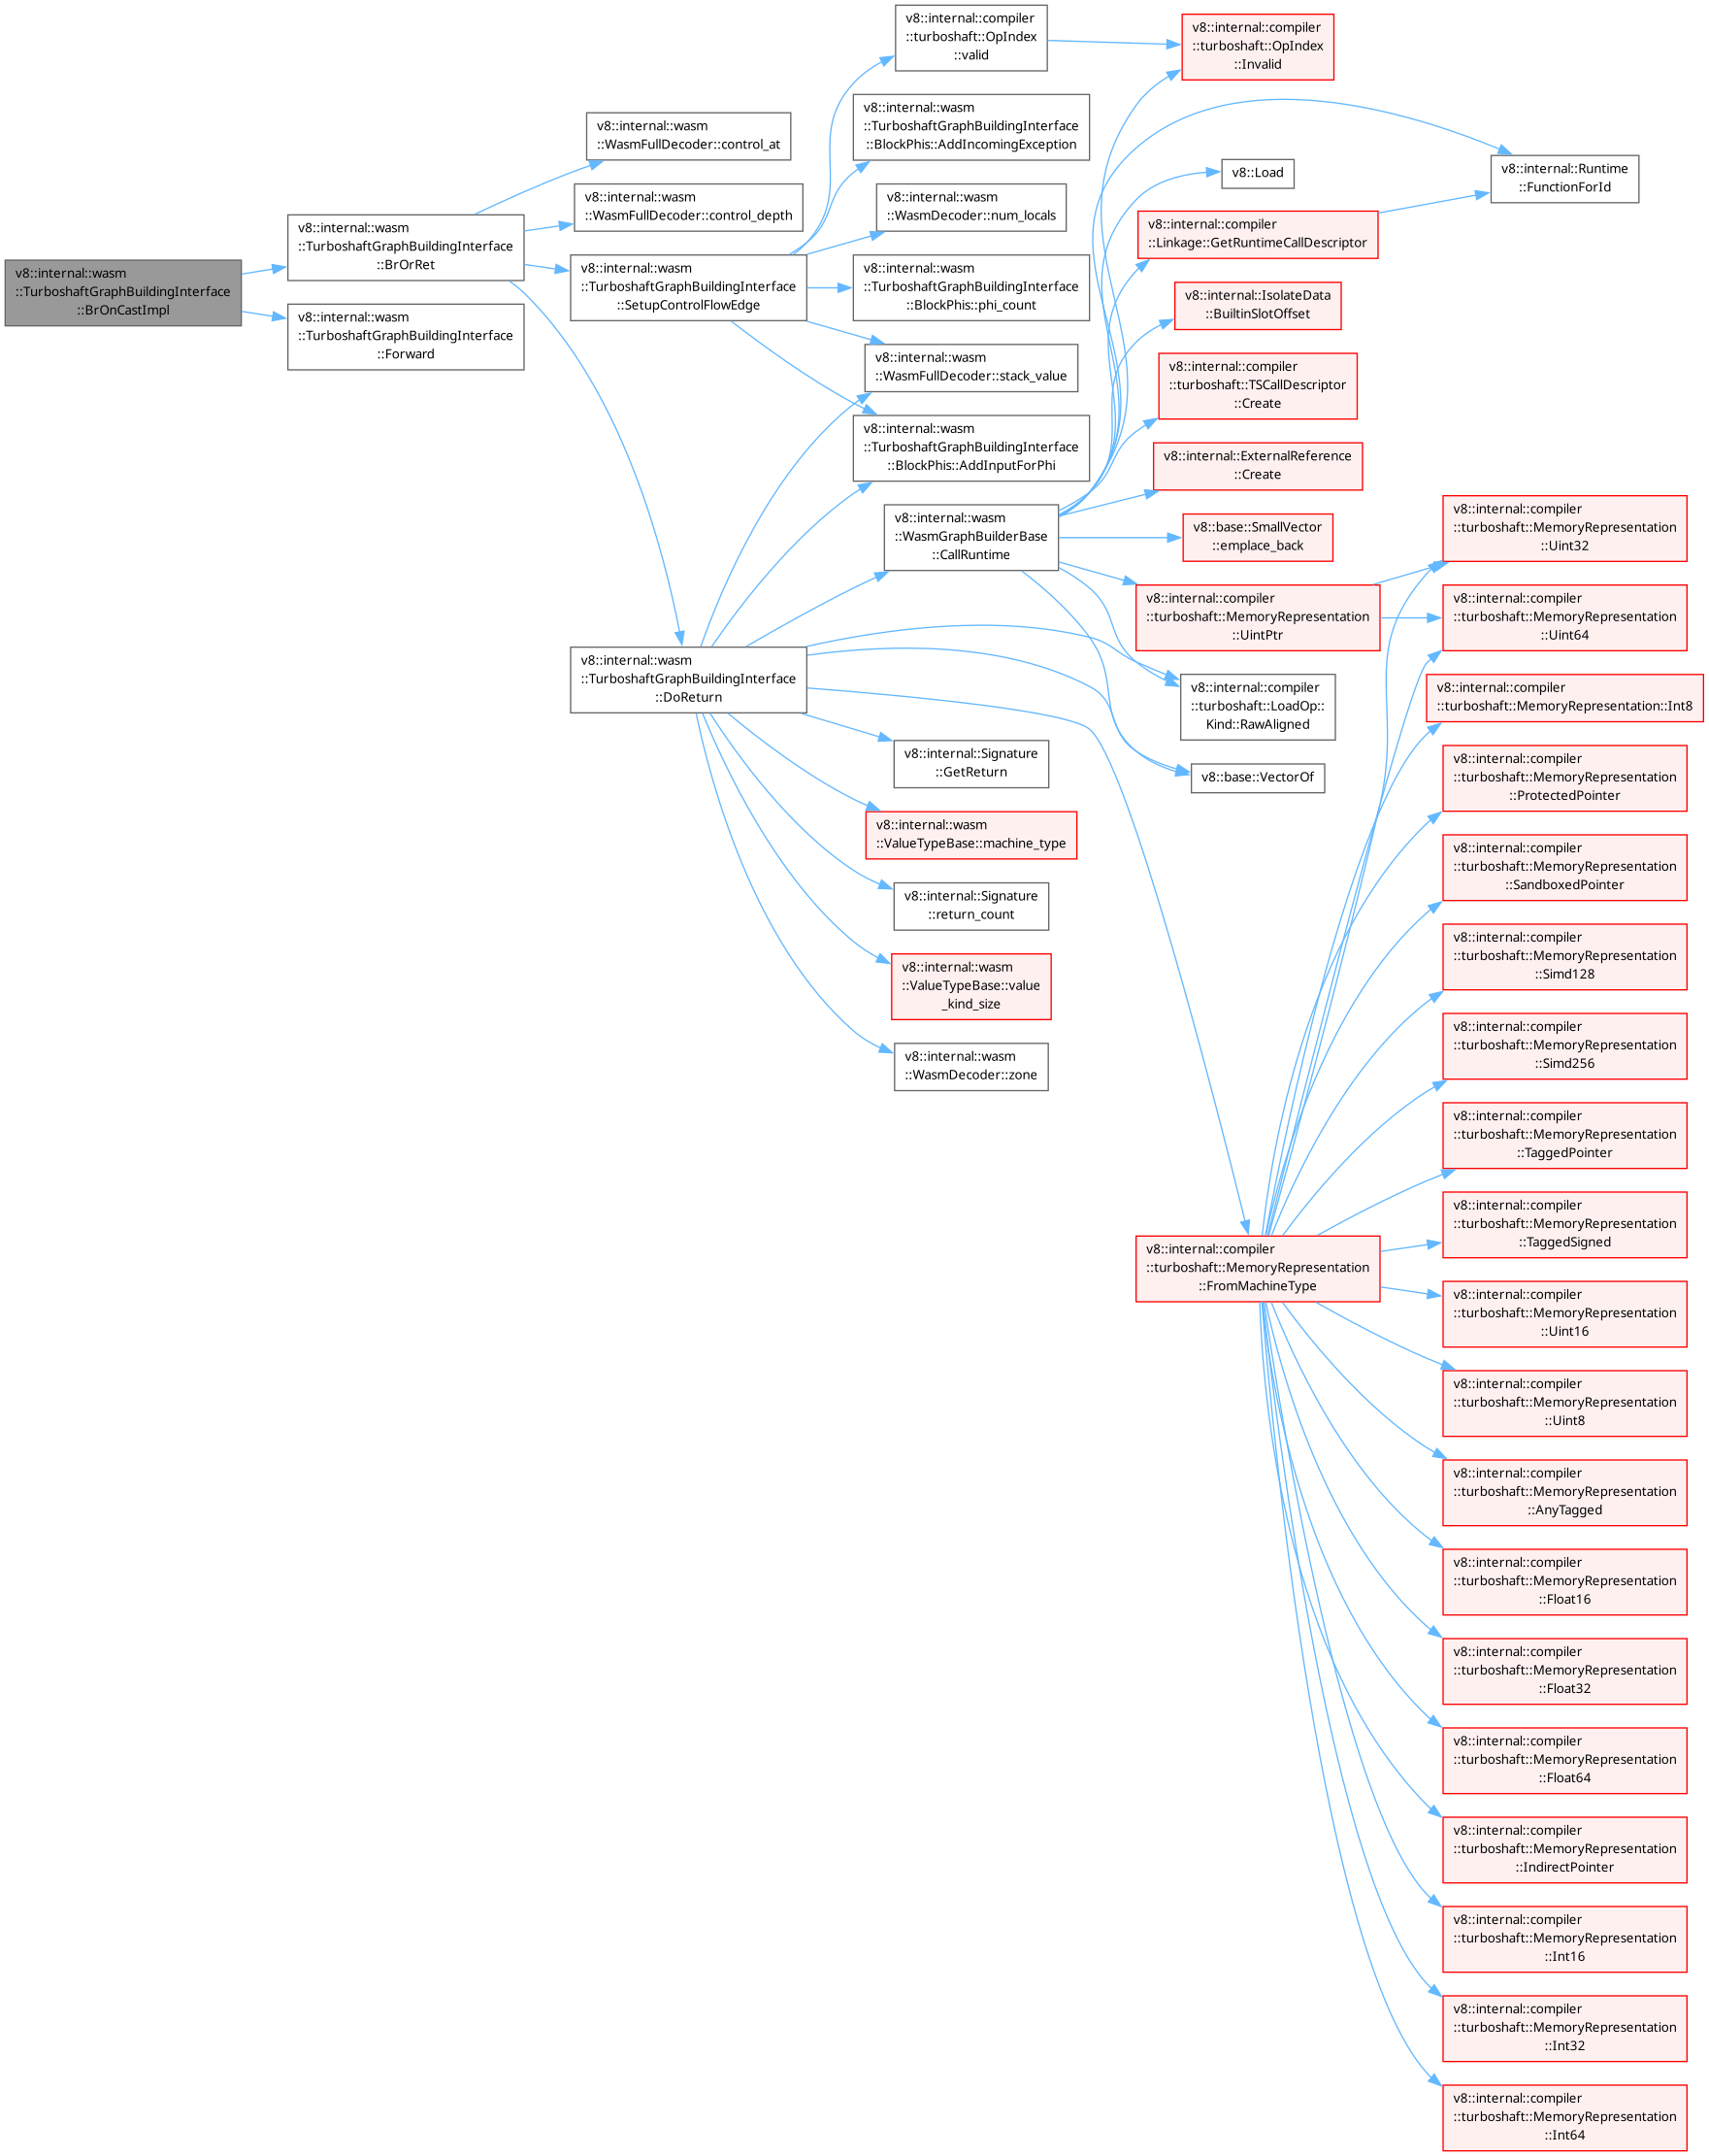 v8::internal::wasm
::TurboshaftGraphBuildingInterface
::BrOnCastImpl
v8::internal::wasm
::TurboshaftGraphBuildingInterface
::BrOrRet
v8::internal::wasm
::TurboshaftGraphBuildingInterface
::Forward
v8::internal::wasm
::WasmFullDecoder::control_at
v8::internal::wasm
::WasmFullDecoder::control_depth
v8::internal::wasm
::TurboshaftGraphBuildingInterface
::SetupControlFlowEdge
v8::internal::wasm
::TurboshaftGraphBuildingInterface
::DoReturn
v8::internal::compiler
::turboshaft::OpIndex
::valid
v8::internal::wasm
::TurboshaftGraphBuildingInterface
::BlockPhis::AddIncomingException
v8::internal::wasm
::WasmDecoder::num_locals
v8::internal::wasm
::TurboshaftGraphBuildingInterface
::BlockPhis::phi_count
v8::internal::wasm
::WasmFullDecoder::stack_value
v8::internal::wasm
::TurboshaftGraphBuildingInterface
::BlockPhis::AddInputForPhi
v8::internal::wasm
::WasmGraphBuilderBase
::CallRuntime
v8::internal::Signature
::GetReturn
v8::internal::wasm
::ValueTypeBase::machine_type
v8::internal::Signature
::return_count
v8::internal::wasm
::ValueTypeBase::value
_kind_size
v8::internal::wasm
::WasmDecoder::zone
v8::internal::compiler
::turboshaft::OpIndex
::Invalid
v8::Load
v8::internal::compiler
::Linkage::GetRuntimeCallDescriptor
v8::internal::IsolateData
::BuiltinSlotOffset
v8::internal::compiler
::turboshaft::TSCallDescriptor
::Create
v8::internal::ExternalReference
::Create
v8::base::SmallVector
::emplace_back
v8::internal::compiler
::turboshaft::MemoryRepresentation
::UintPtr
v8::internal::compiler
::turboshaft::LoadOp::
Kind::RawAligned
v8::base::VectorOf
v8::internal::compiler
::turboshaft::MemoryRepresentation
::FromMachineType
v8::internal::Runtime
::FunctionForId
v8::internal::compiler
::turboshaft::MemoryRepresentation
::Uint32
v8::internal::compiler
::turboshaft::MemoryRepresentation
::Uint64
v8::internal::compiler
::turboshaft::MemoryRepresentation::Int8
v8::internal::compiler
::turboshaft::MemoryRepresentation
::ProtectedPointer
v8::internal::compiler
::turboshaft::MemoryRepresentation
::SandboxedPointer
v8::internal::compiler
::turboshaft::MemoryRepresentation
::Simd128
v8::internal::compiler
::turboshaft::MemoryRepresentation
::Simd256
v8::internal::compiler
::turboshaft::MemoryRepresentation
::TaggedPointer
v8::internal::compiler
::turboshaft::MemoryRepresentation
::TaggedSigned
v8::internal::compiler
::turboshaft::MemoryRepresentation
::Uint16
v8::internal::compiler
::turboshaft::MemoryRepresentation
::Uint8
v8::internal::compiler
::turboshaft::MemoryRepresentation
::AnyTagged
v8::internal::compiler
::turboshaft::MemoryRepresentation
::Float16
v8::internal::compiler
::turboshaft::MemoryRepresentation
::Float32
v8::internal::compiler
::turboshaft::MemoryRepresentation
::Float64
v8::internal::compiler
::turboshaft::MemoryRepresentation
::IndirectPointer
v8::internal::compiler
::turboshaft::MemoryRepresentation
::Int16
v8::internal::compiler
::turboshaft::MemoryRepresentation
::Int32
v8::internal::compiler
::turboshaft::MemoryRepresentation
::Int64